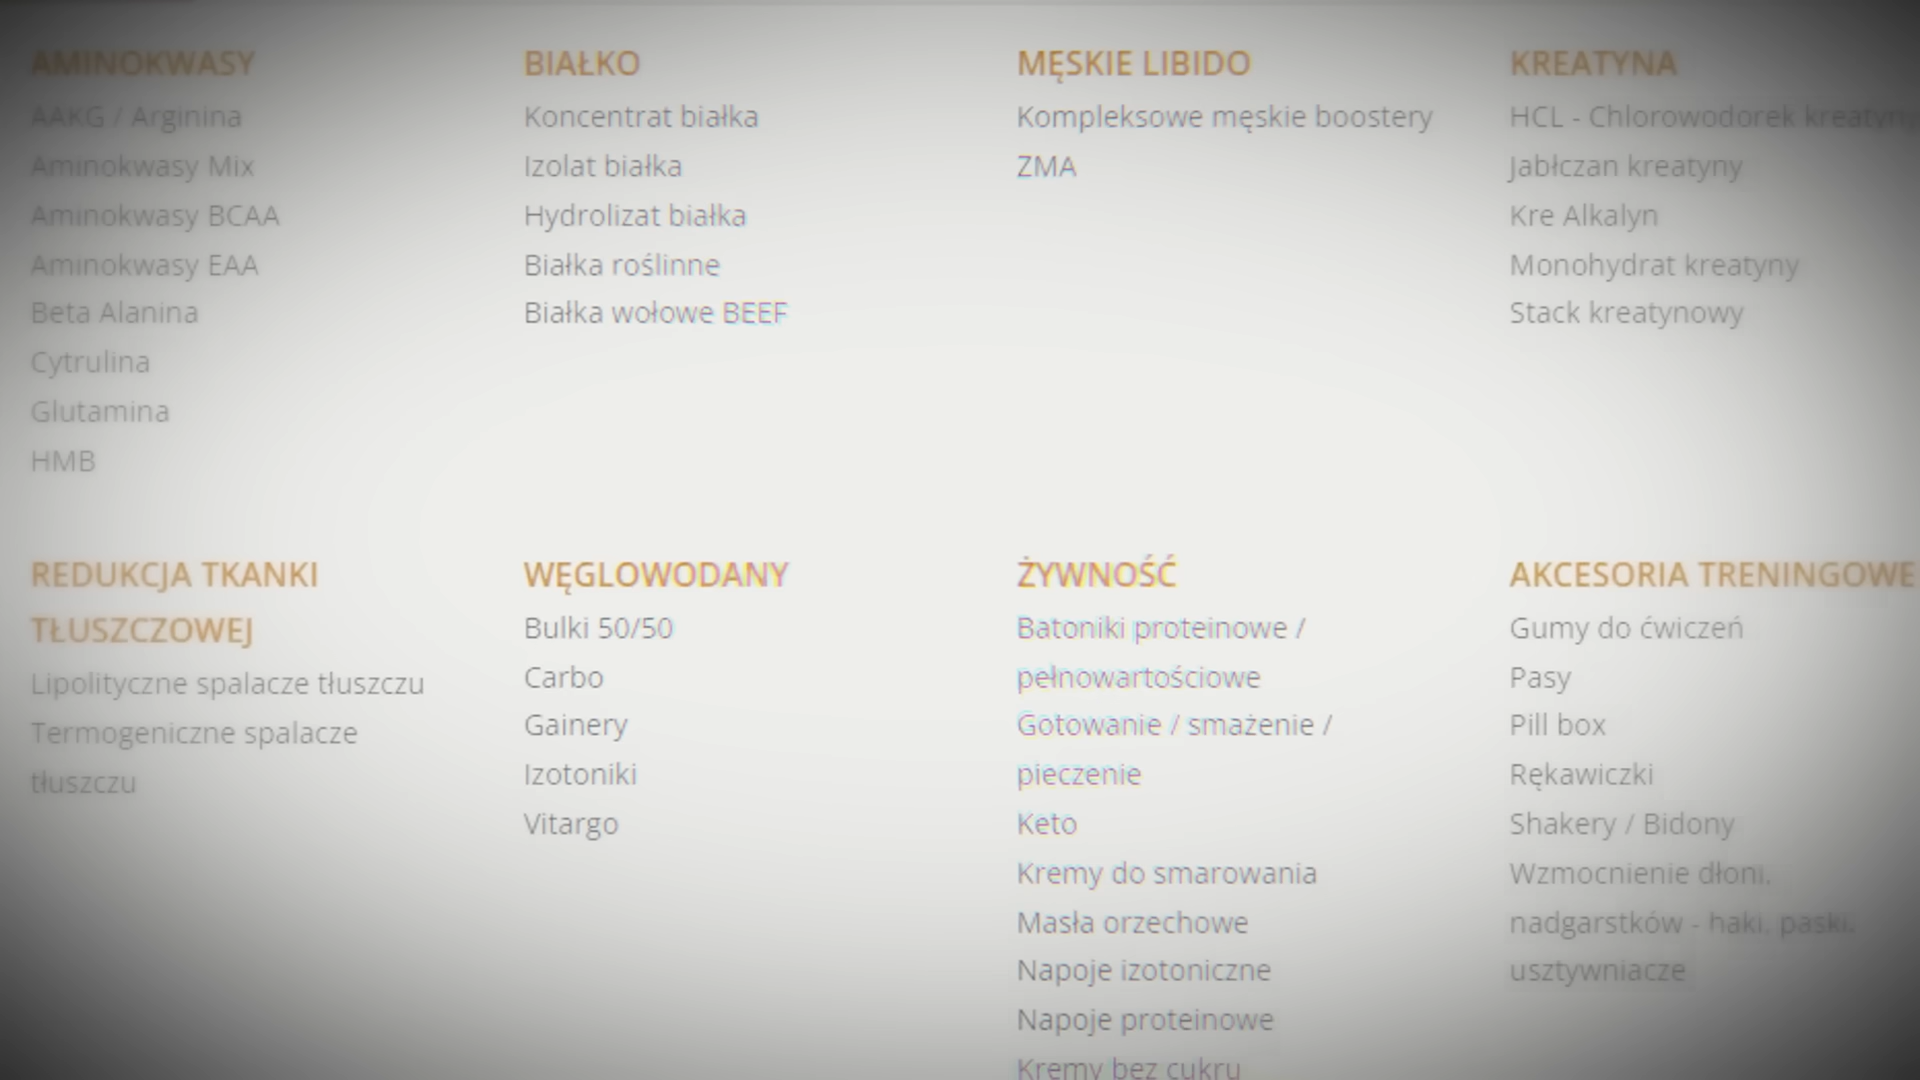 AMINOKWASY
AAKG / Arginina
Aminokwasy Mix
Aminokwasy BCAA
Aminokwasy EAA
Beta Alanina
Cytrulina
Glutamina
HMB
BIAŁKO
Koncentrat białka
Izolat białka
Hydrolizat białka
Białka roślinne
Białka wołowe BEEF
MĘSKIE LIBIDO
Kompleksowe męskie boostery
ZMA
KREATYNA
HCL - Chlorowodorek kreatyny
Jabłczan kreatyny
Kre Alkalyn
Monohydrat kreatyny
Stack kreatynowy
REDUKCJA TKANKI
TŁUSZCZOWEJ
Lipolityczne spalacze tłuszczu
Termogeniczne spalacze
tłuszczu
WĘGLOWODANY
Bulki 50/50
Carbo
Gainery
Izotoniki
Vitargo
ŻYWNOŚĆ
Batoniki proteinowe /
pełnowartościowe
Gotowanie / smażenie /
pieczenie
Keto
Kremy do smarowania
Masła orzechowe
Napoje izotoniczne
Napoje proteinowe
Kremy bez cukru
AKCESORIA TRENINGOWE
Gumy do ćwiczeń
Pasy
Pill box
Rękawiczki
Shakery / Bidony
Wzmocnienie dłoni,
nadgarstków - haki, paski,
usztywniacze